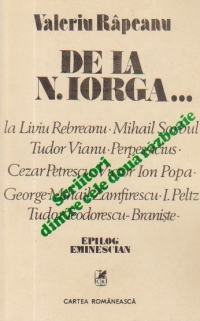 Valeriu Râpeanu
DE LA
N. IORGA...
la Liviu Rebreanu · Mihail Sorbul
Tudor Vianu · Perpessicius
Cezar Petrescu · Victor Ion Popa
George-Mihail Zamfirescu · I. Peltz
Tudor Teodorescu-Braniște·
Scriitori
dintre cele două războaie
EPILOG
EMINESCIAN
CARTEA ROMÂNEASCĂ